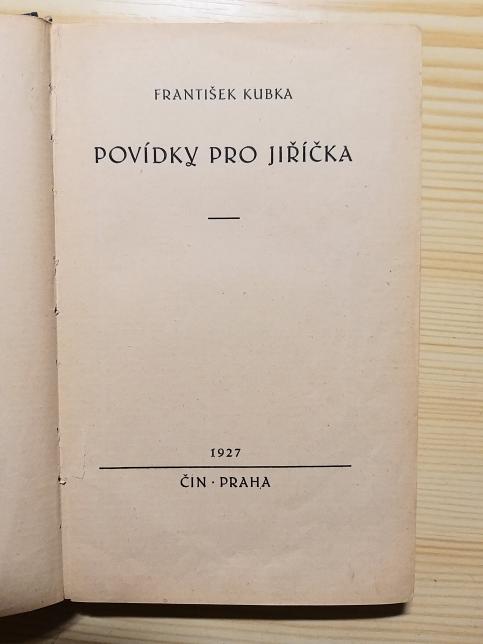 FRANTIŠEK KUBKA
POVÍDKY PRO JIŘÍČKA
1927
ČIN · PRAHA